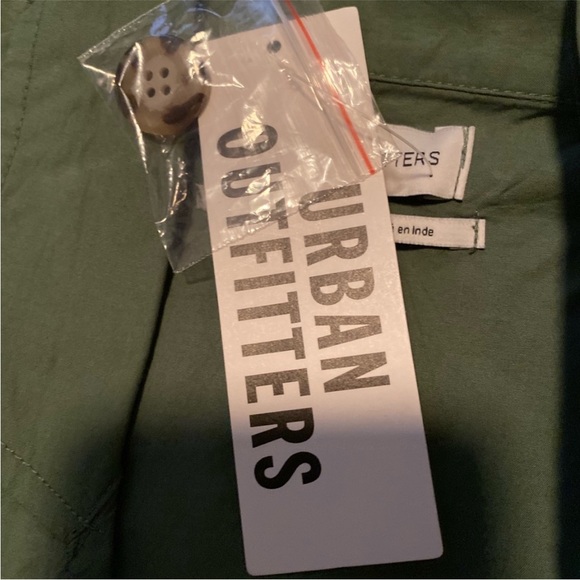 URBAN
OUTFITTERS
TTERS
en Inde